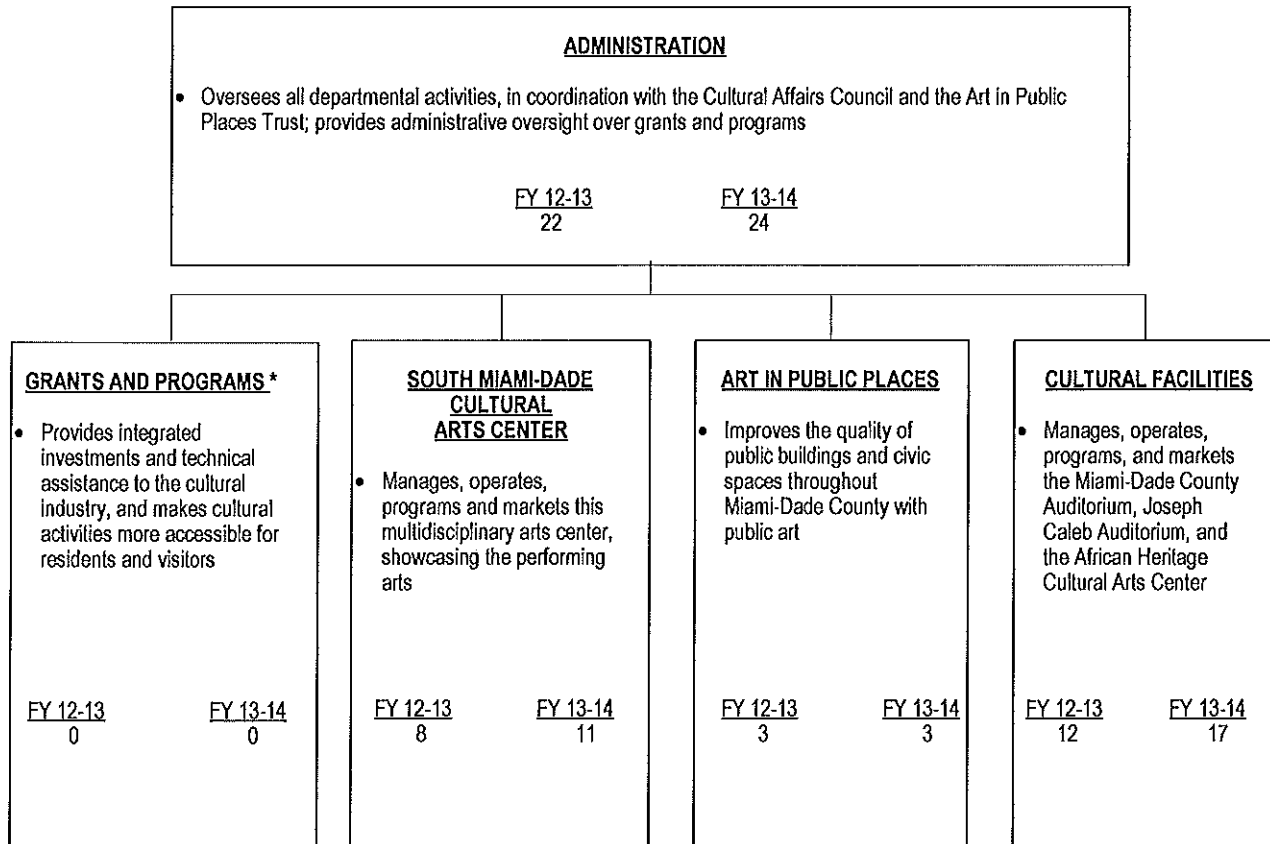 ADMINISTRATION
• Oversees all departmental activities, in coordination with the Cultural Affairs Council and the Art in Public
Places Trust; provides administrative oversight over grants and programs
FY 12-13 FY 13-14
22 24
GRANTS AND PROGRAMS *
• Provides integrated
investments and technical
assistance to the cultural
industry, and makes cultural
activities more accessible for
residents and visitors
FY 12-13 FY 13-14
0 0
SOUTH MIAMI-DADE
CULTURAL
ARTS CENTER
• Manages, operates,
programs and markets this
multidisciplinary arts center,
showcasing the performing
arts
FY 12-13 FY 13-14
8 11
ART IN PUBLIC PLACES
• Improves the quality of
public buildings and civic
spaces throughout
Miami-Dade County with
public art
FY 12-13 FY 13-14
3 3
CULTURAL FACILITIES
• Manages, operates,
programs, and markets
the Miami-Dade County
Auditorium, Joseph
Caleb Auditorium, and
the African Heritage
Cultural Arts Center
FY 12-13 FY 13-14
12 17